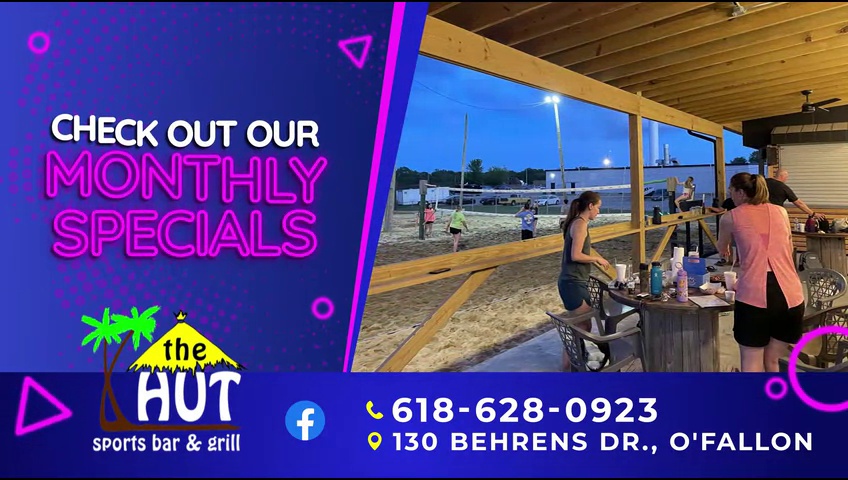 CHECK OUT OUR
MONTHLY
SPECIALS
the
HUT
sports bar & grill
f
618-628-0923
130 BEHRENS DR., O'FALLON